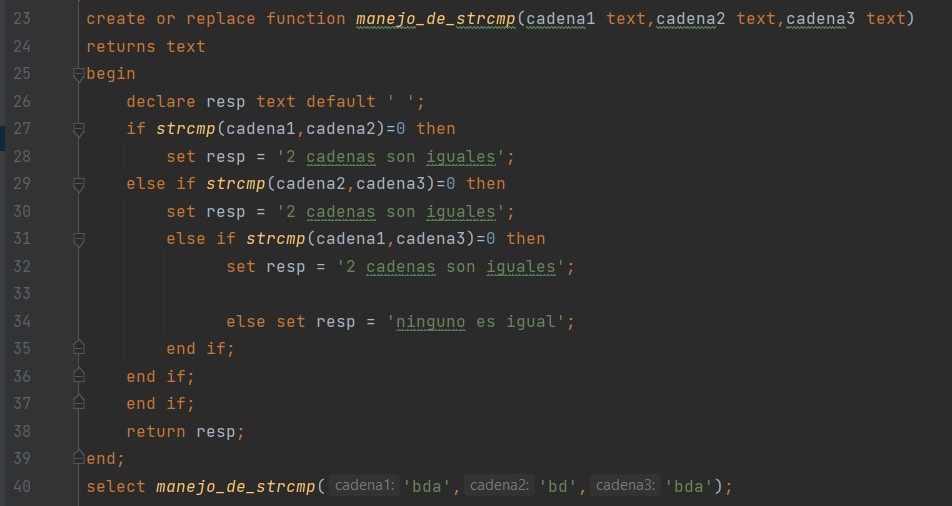 23 create or replace function manejo_de_strcmp(cadena1 text,cadena2 text,cadena3 text)
24 returns text
25 begin
26     declare resp text default ' ';
27     if strcmp(cadena1,cadena2)=0 then
28         set resp = '2 cadenas son iguales';
29     else if strcmp(cadena2,cadena3)=0 then
30         set resp = '2 cadenas son iguales';
31         else if strcmp(cadena1,cadena3)=0 then
32               set resp = '2 cadenas son iguales';
33
34               else set resp = 'ninguno es igual';
35         end if;
36     end if;
37     end if;
38     return resp;
39 end;
40 select manejo_de_strcmp( cadena1: 'bda', cadena2: 'bd', cadena3: 'bda');